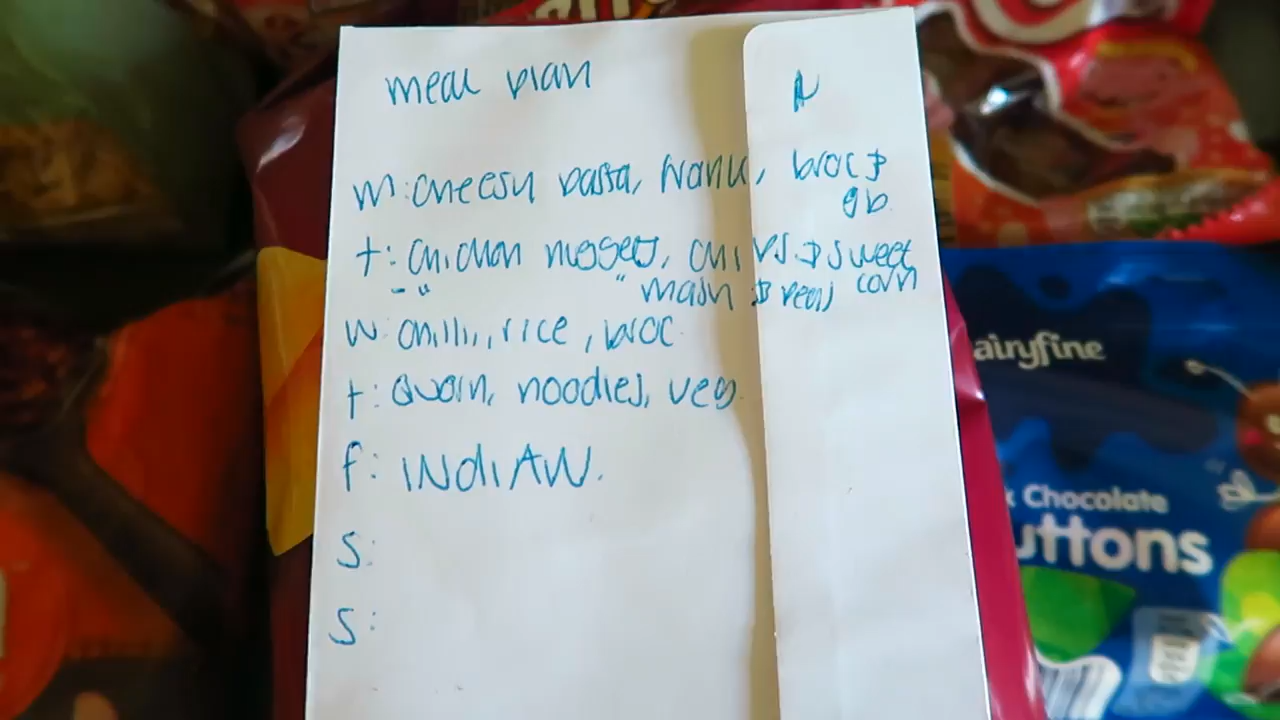 meal plan
m: cheesy pasta, frank, broc &
gb
t: chicken nuggets, chips & sweet
corn
- " " mash & peas
w: chilli, rice, broc
t: Quorn, noodles, veg.
f: INdiAN.
s:
s:
airyfine
Chocolate
uttons